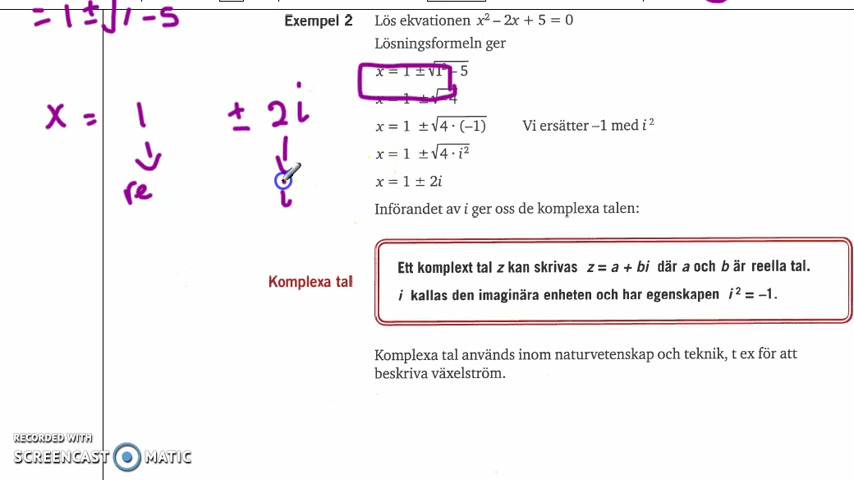 = 1 ± √1 - 5
Exempel 2
Lös ekvationen x² – 2x + 5 = 0
Lösningsformeln ger
x = 1 ± √1² – 5
x = 1 ± √–4
x = 1 ± √4 · (–1) Vi ersätter –1 med i²
x = 1 ± √4 · i²
x = 1 ± 2i
x = 1 ± 2i
re
i
Införandet av i ger oss de komplexa talen:
Komplexa tal
Ett komplext tal z kan skrivas z = a + bi där a och b är reella tal.
i kallas den imaginära enheten och har egenskapen i² = –1.
Komplexa tal används inom naturvetenskap och teknik, t ex för att
beskriva växelström.
RECORDED WITH
SCREENCAST MATIC